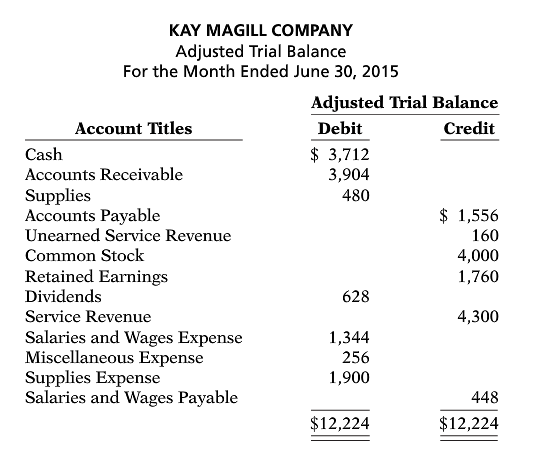 KAY MAGILL COMPANY
Adjusted Trial Balance
For the Month Ended June 30, 2015
Adjusted Trial Balance
Account Titles Debit Credit
Cash $ 3,712
Accounts Receivable 3,904
Supplies 480
Accounts Payable $ 1,556
Unearned Service Revenue 160
Common Stock 4,000
Retained Earnings 1,760
Dividends 628
Service Revenue 4,300
Salaries and Wages Expense 1,344
Miscellaneous Expense 256
Supplies Expense 1,900
Salaries and Wages Payable 448
$12,224 $12,224